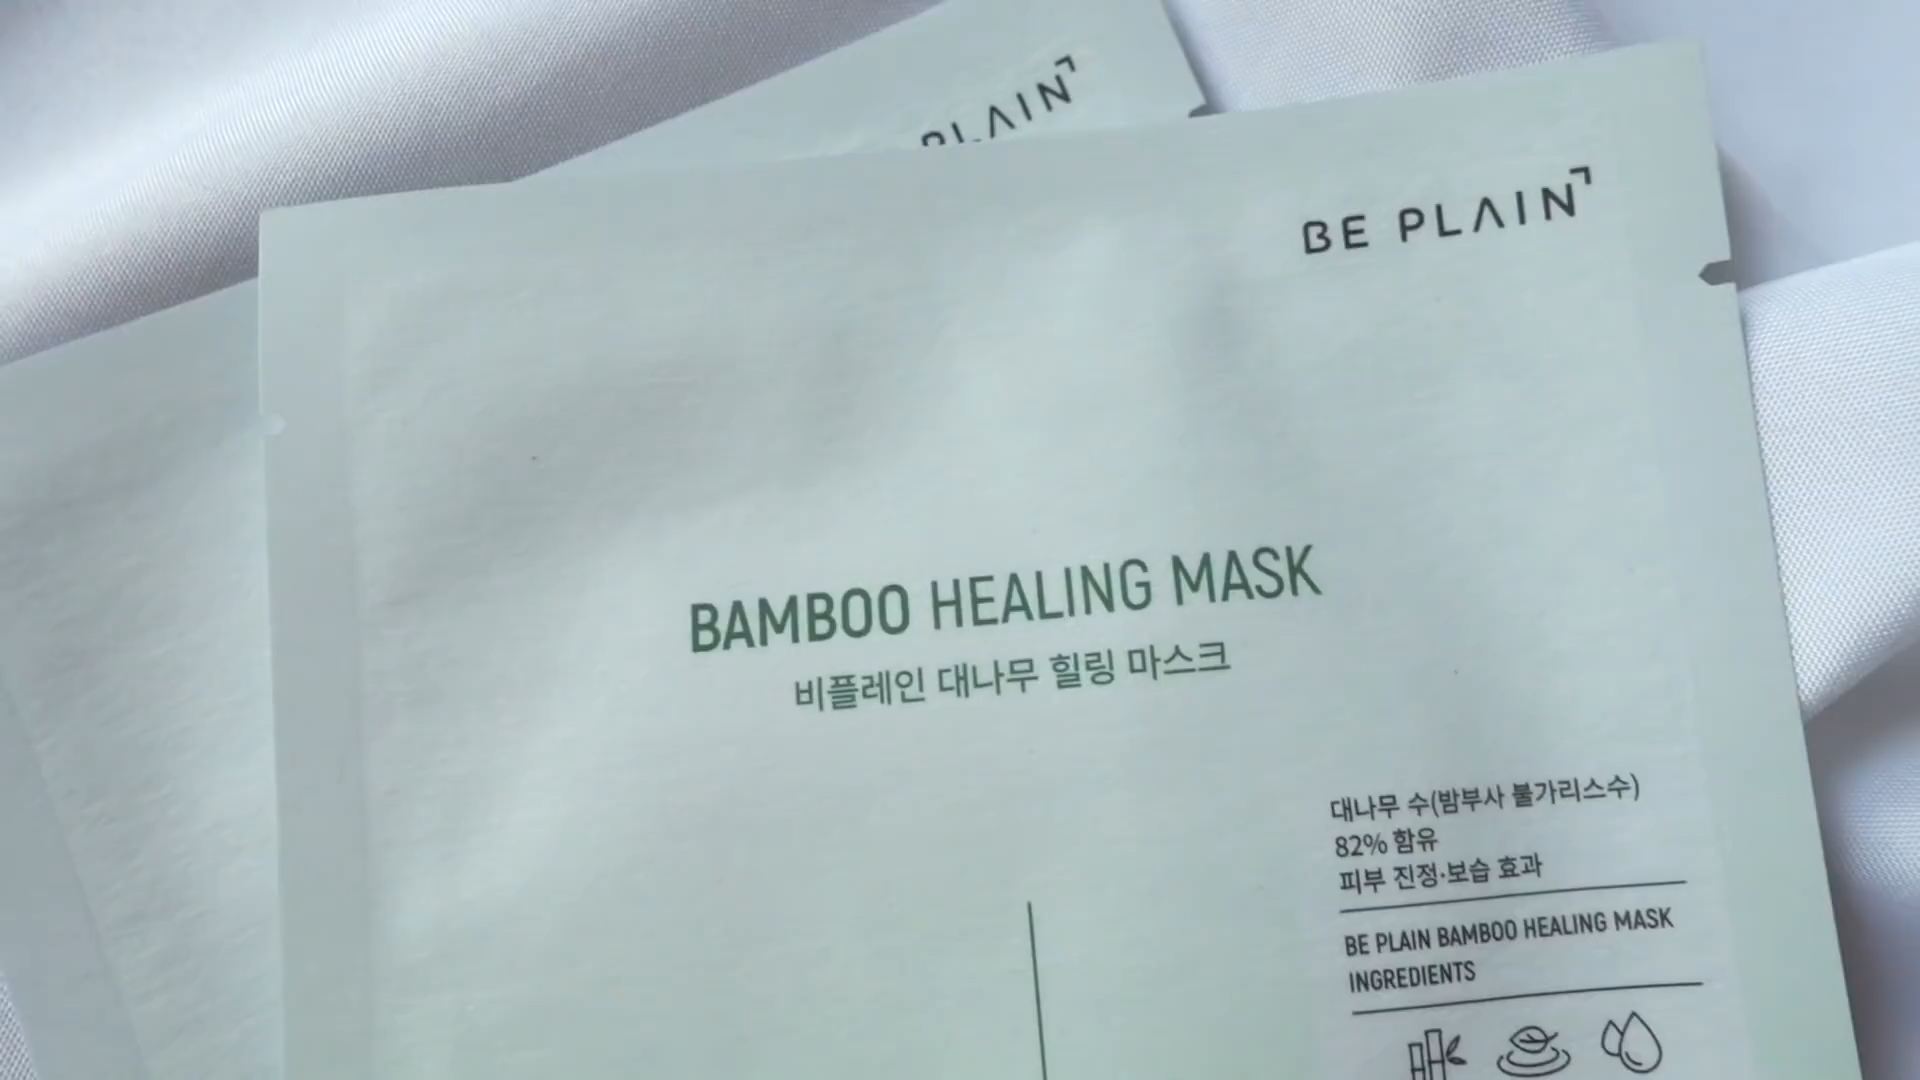 PLAIN
BE PLAIN
BAMBOO HEALING MASK
비플레인 대나무 힐링 마스크
대나무 수(밤부사 불가리스수)
82% 함유
피부 진정·보습 효과
BE PLAIN BAMBOO HEALING MASK
INGREDIENTS